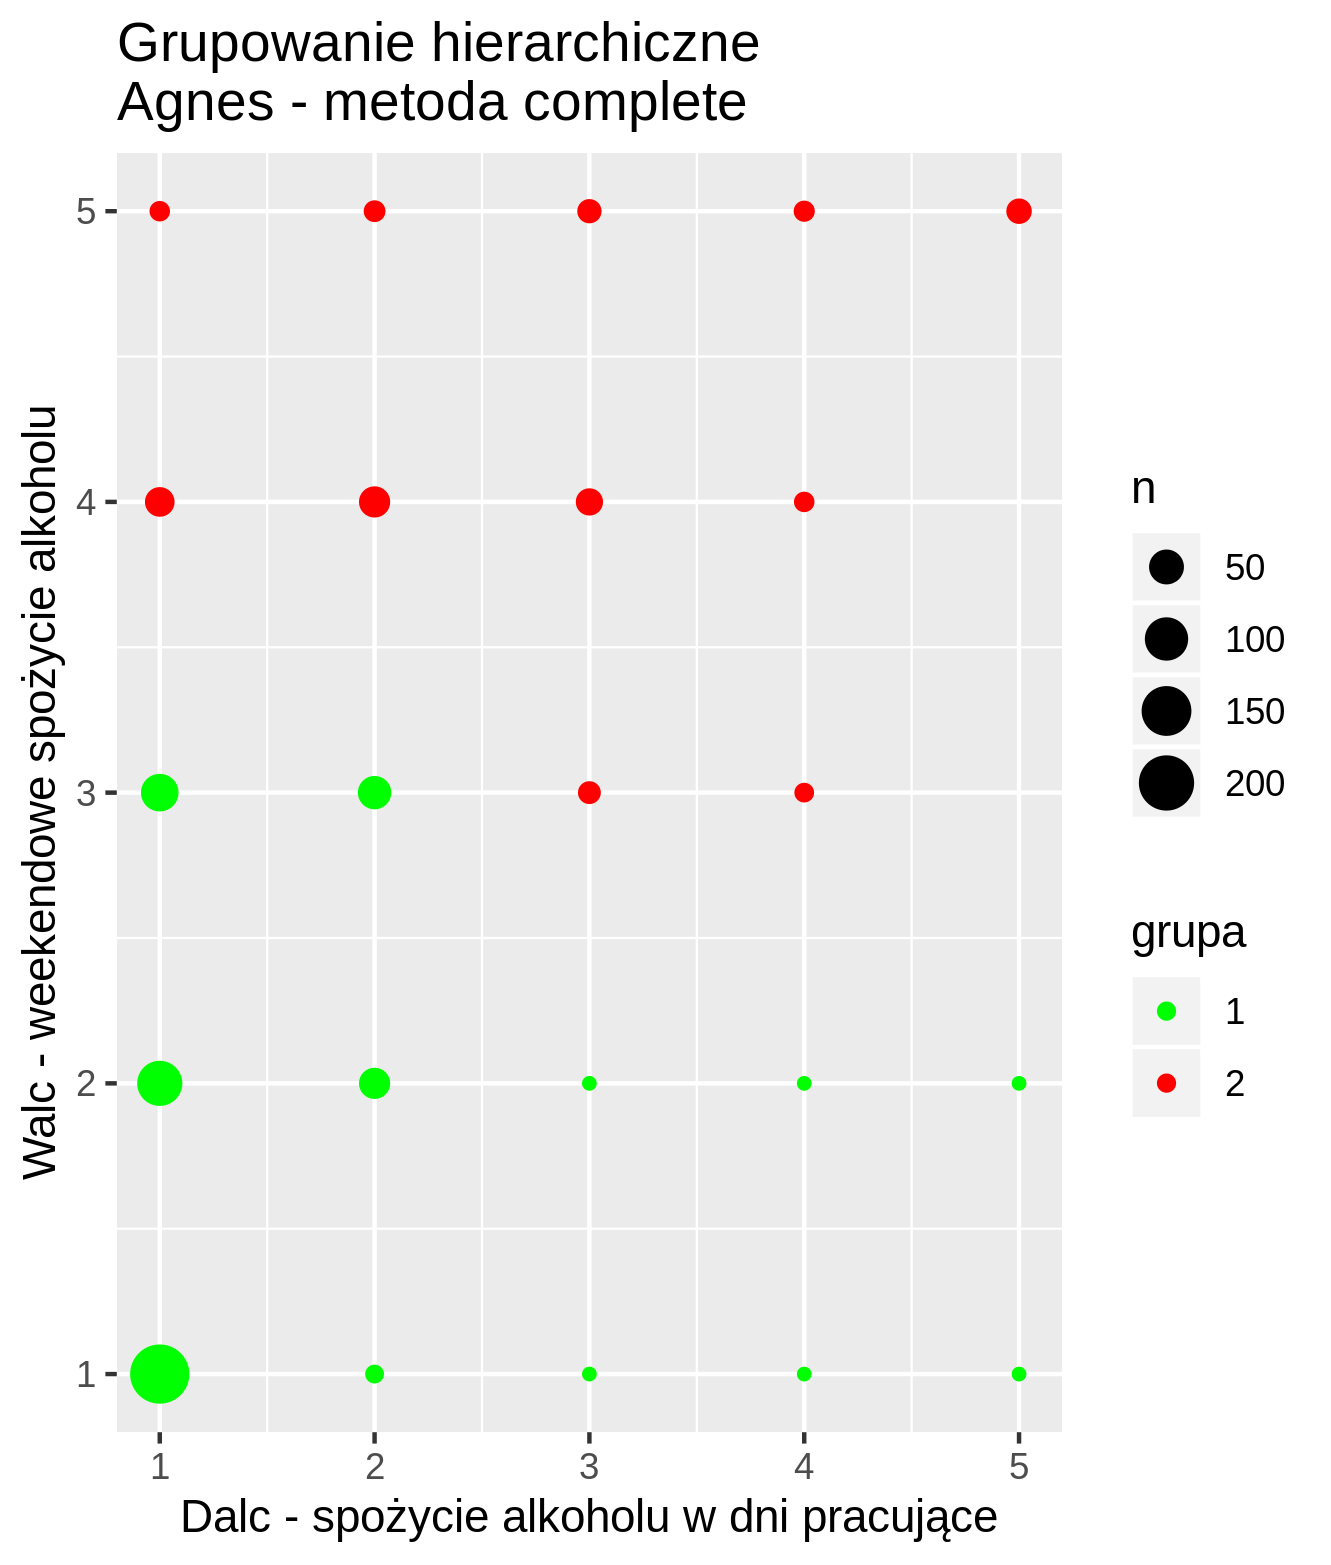 Grupowanie hierarchiczne
Agnes - metoda complete
Walc - weekendowe spożycie alkoholu
5
4
3
2
1
1 2 3 4 5
Dalc - spożycie alkoholu w dni pracujące
n
50
100
150
200
grupa
1
2